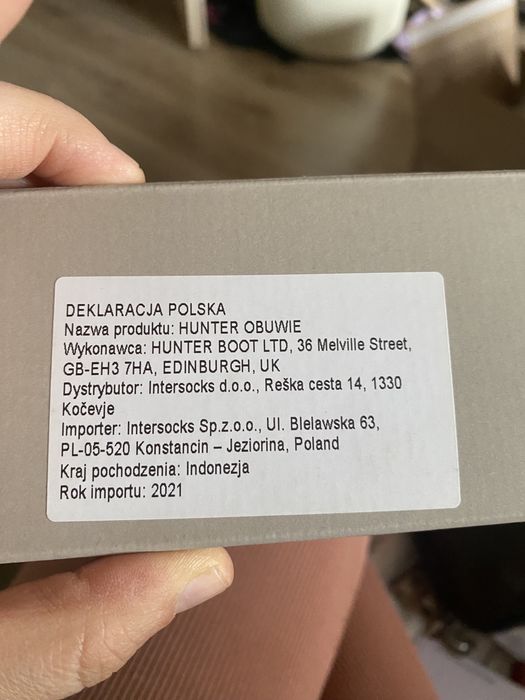 DEKLARACJA POLSKA
Nazwa produktu: HUNTER OBUWIE
Wykonawca: HUNTER BOOT LTD, 36 Melville Street,
GB-EH3 7HA, EDINBURGH, UK
Dystrybutor: Intersocks d.o.o., Reška cesta 14, 1330
Kočevje
Importer: Intersocks Sp.z.o.o., Ul. Blelawska 63,
PL-05-520 Konstancin – Jeziorina, Poland
Kraj pochodzenia: Indonezja
Rok importu: 2021